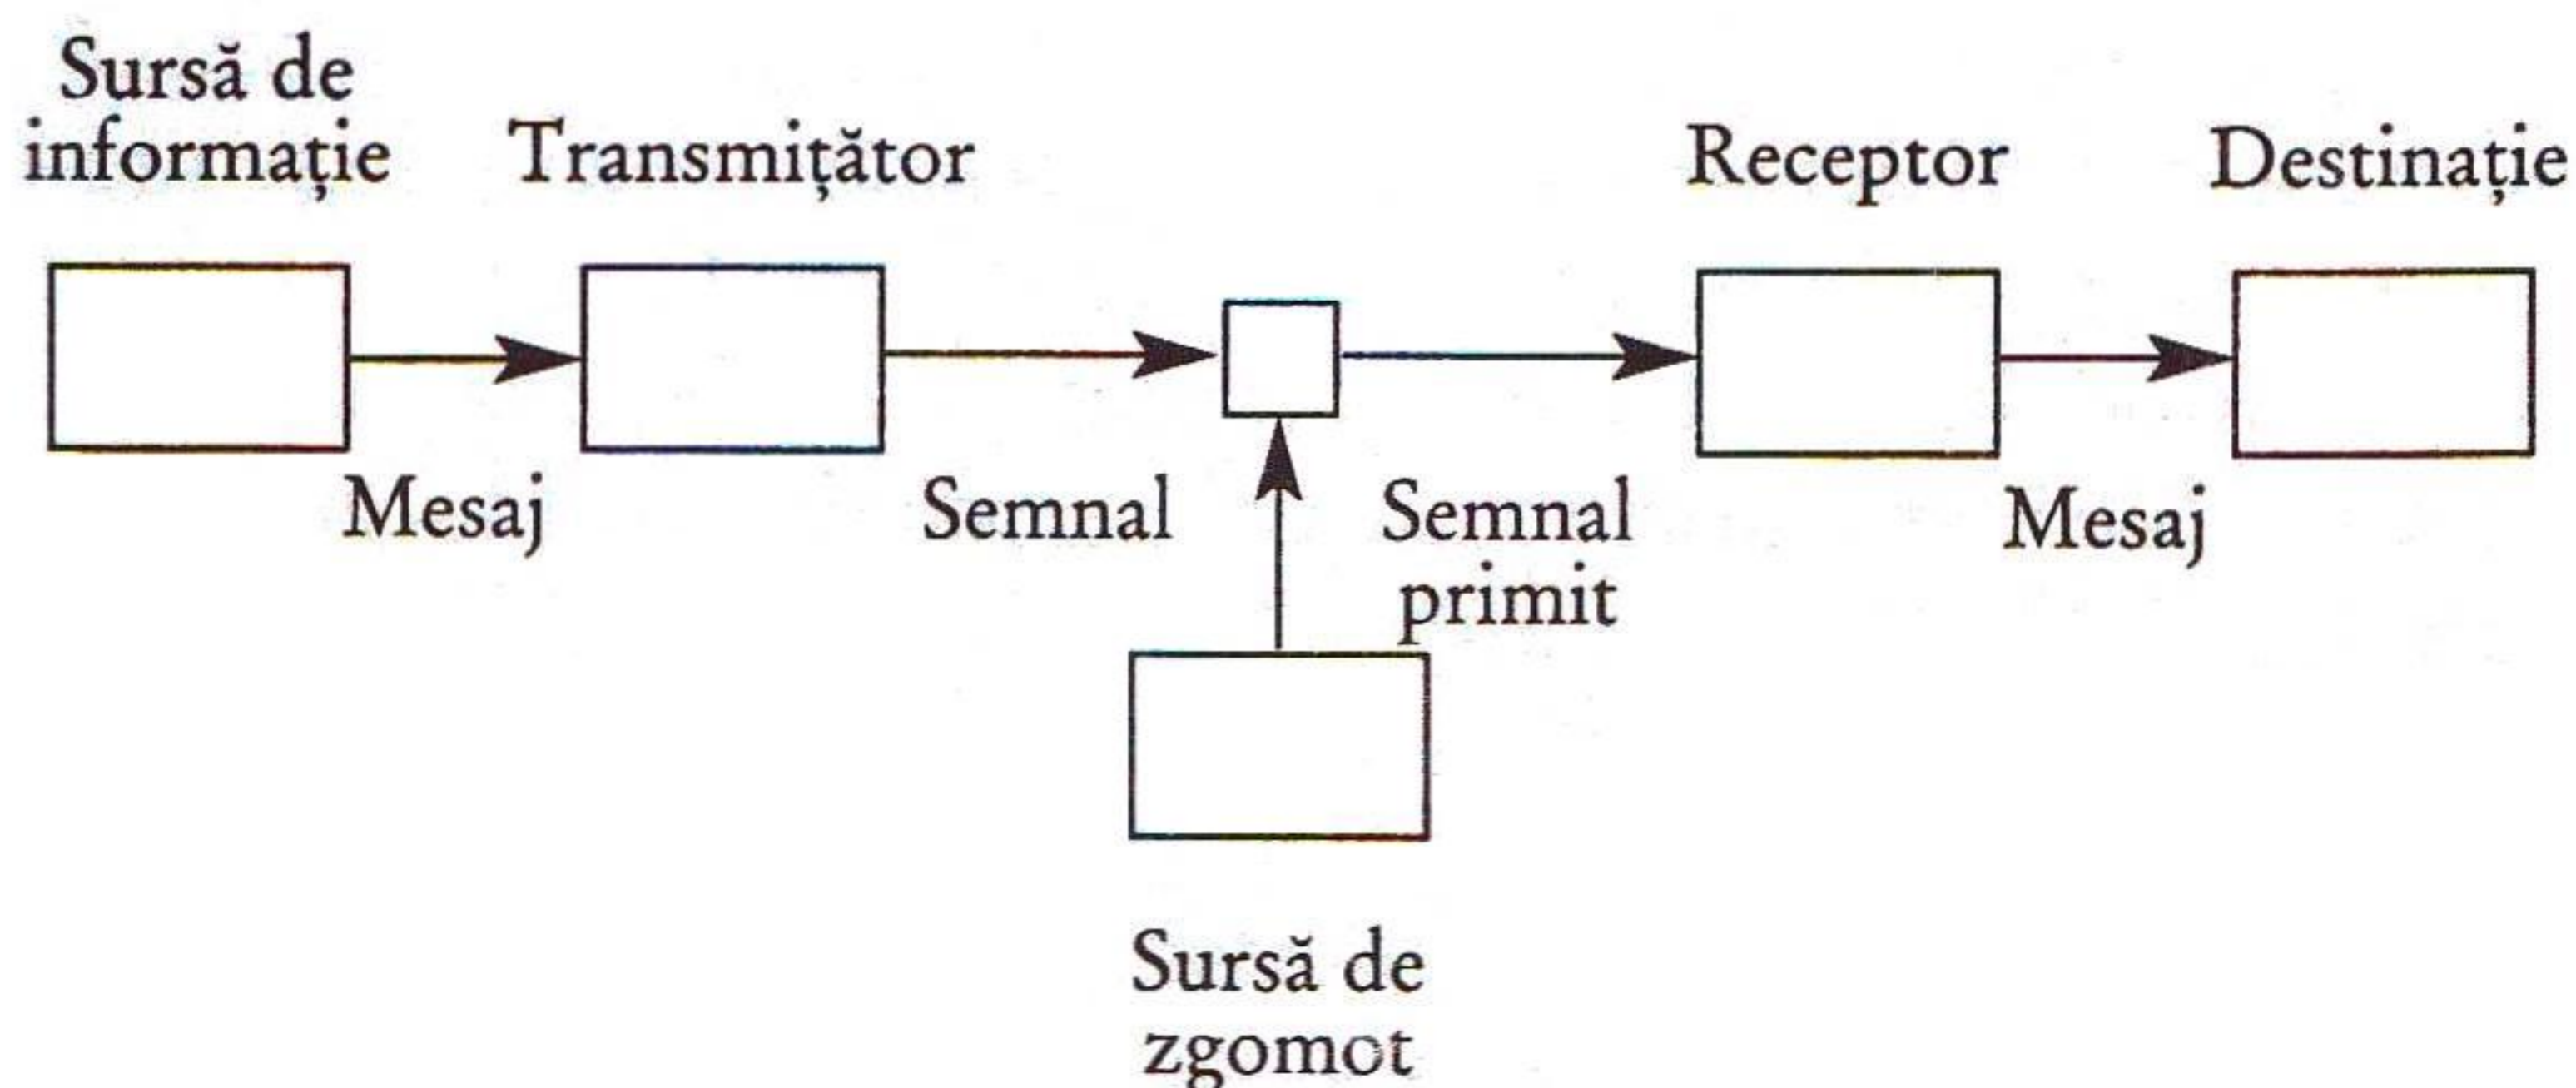 Sursă de
informație
Transmițător
Receptor
Destinație
Mesaj
Semnal
Semnal
primit
Mesaj
Sursă de
zgomot